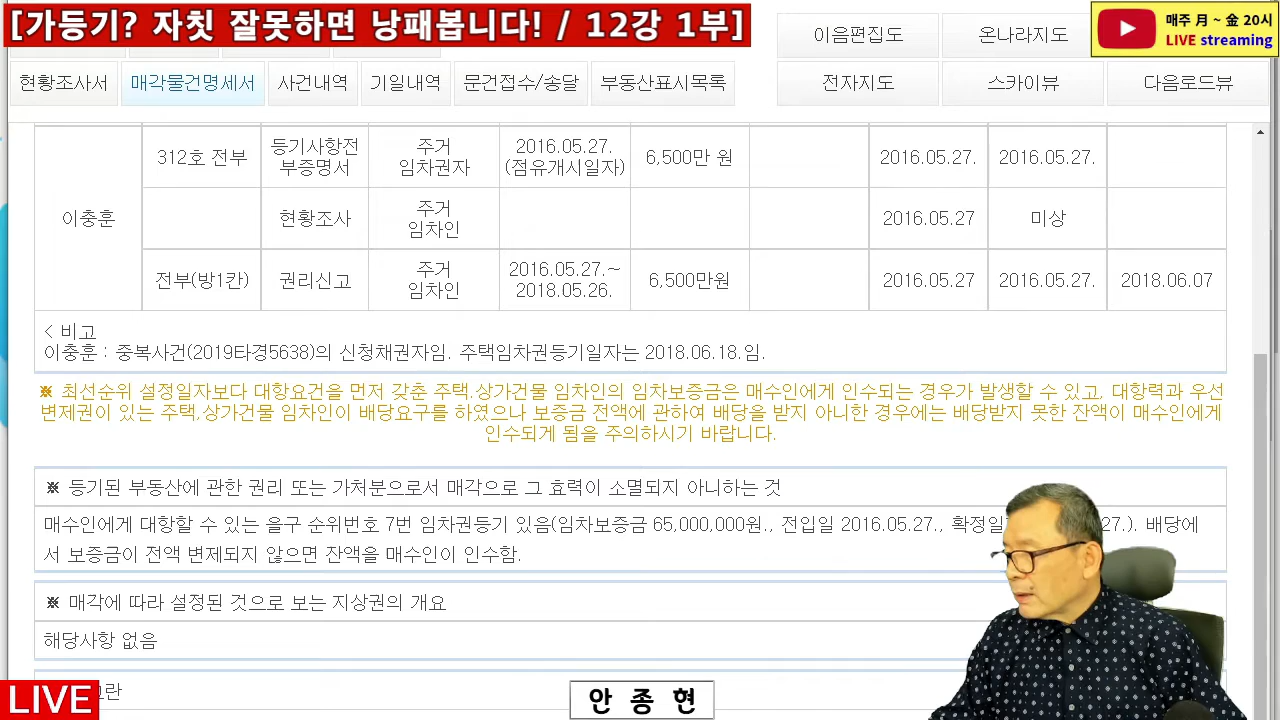 [가등기? 자칫 잘못하면 낭패봅니다! / 12강 1부]
이음편집도
온나라지도
매주 月 ~ 金 20시
LIVE streaming
현황조사서
매각물건명세서
사건내역
기일내역
문건접수/송달
부동산표시목록
전자지도
스카이뷰
다음로드뷰
이충훈
312호 전부
등기사항전
부증명서
주거
임차권자
2016.05.27.
(점유개시일자)
6,500만 원
2016.05.27.
2016.05.27.
현황조사
주거
임차인
2016.05.27
미상
전부(방1칸)
권리신고
주거
임차인
2016.05.27.~
2018.05.26.
6,500만원
2016.05.27
2016.05.27.
2018.06.07
< 비고
이충훈 : 중복사건(2019타경5638)의 신청채권자임. 주택임차권등기일자는 2018.06.18.임.
※ 최선순위 설정일자보다 대항요건을 먼저 갖춘 주택.상가건물 임차인의 임차보증금은 매수인에게 인수되는 경우가 발생할 수 있고, 대항력과 우선
변제권이 있는 주택,상가건물 임차인이 배당요구를 하였으나 보증금 전액에 관하여 배당을 받지 아니한 경우에는 배당받지 못한 잔액이 매수인에게
인수되게 됨을 주의하시기 바랍니다.
※ 등기된 부동산에 관한 권리 또는 가처분으로서 매각으로 그 효력이 소멸되지 아니하는 것
매수인에게 대항할 수 있는 을구 순위번호 7번 임차권등기 있음(임차보증금 65,000,000원., 전입일 2016.05.27., 확정일 27.). 배당에
서 보증금이 전액 변제되지 않으면 잔액을 매수인이 인수함.
※ 매각에 따라 설정된 것으로 보는 지상권의 개요
해당사항 없음
란
LIVE
안 종 현